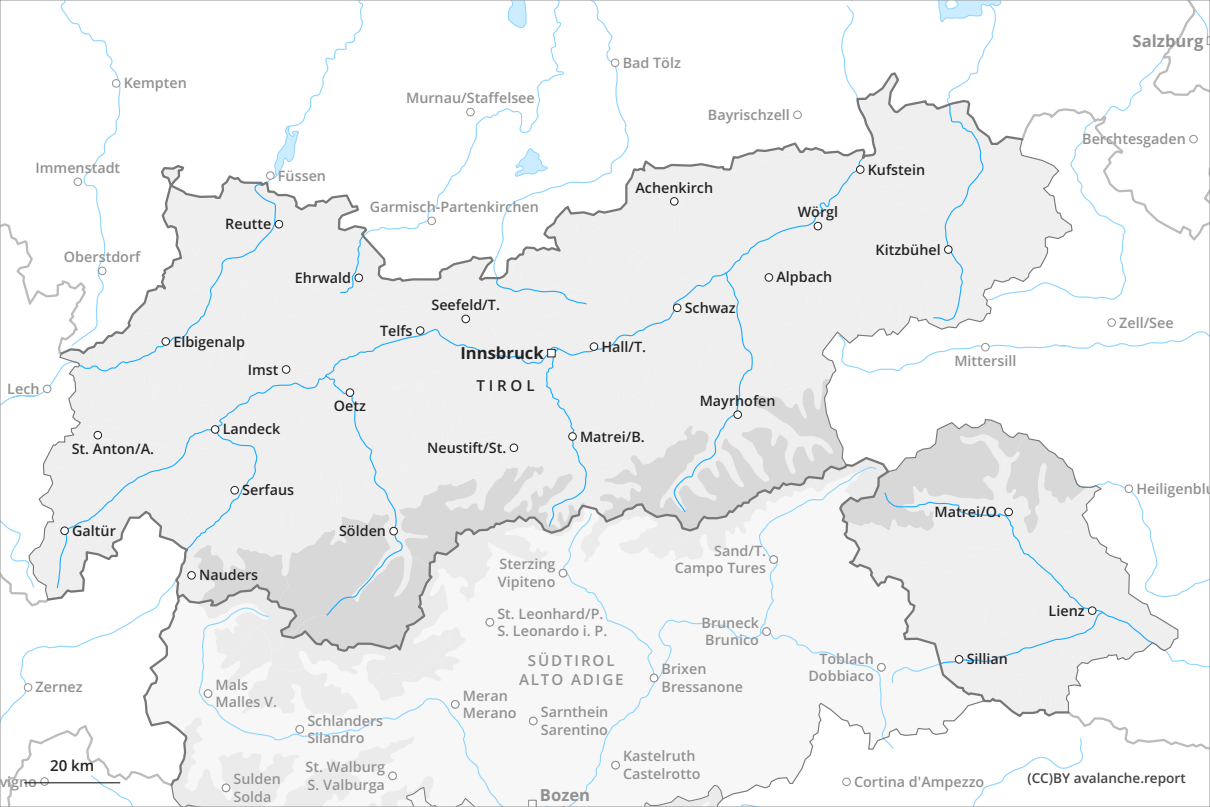 Salzburg
Bad Tölz
Kempten
Murnau/Staffelsee
Bayrischzell
Berchtesgaden
Immenstadt
Füssen
Kufstein
Achenkirch
Garmisch-Partenkirchen
Wörgl
Reutte
Kitzbühel
Oberstdorf
Ehrwald
Alpbach
Seefeld/T.
Schwaz
Zell/See
Telfs
Elbigenalp
Hall/T.
Innsbruck
Mittersill
Imst
TIROL
Lech
Mayrhofen
Oetz
Landeck
Matrei/B.
St. Anton/A.
Neustift/St.
Serfaus
Heiligenblu
Matrei/O.
Galtür
Sölden
Sand/T.
Campo Tures
Sterzing
Vipiteno
Nauders
Lienz
St. Leonhard/P.
S. Leonardo i. P.
Bruneck
Brunico
SÜDTIROL
ALTO ADIGE
Toblach
Dobbiaco
Sillian
Brixen
Bressanone
Zernez
Mals
Malles V.
Meran
Merano
Sarnthein
Sarentino
Schlanders
Silandro
Kastelruth
Castelrotto
20 km
St. Walburg
S. Valburga
vigno
Sulden
Solda
Cortina d'Ampezzo
(CC)BY avalanche.report
Bozen